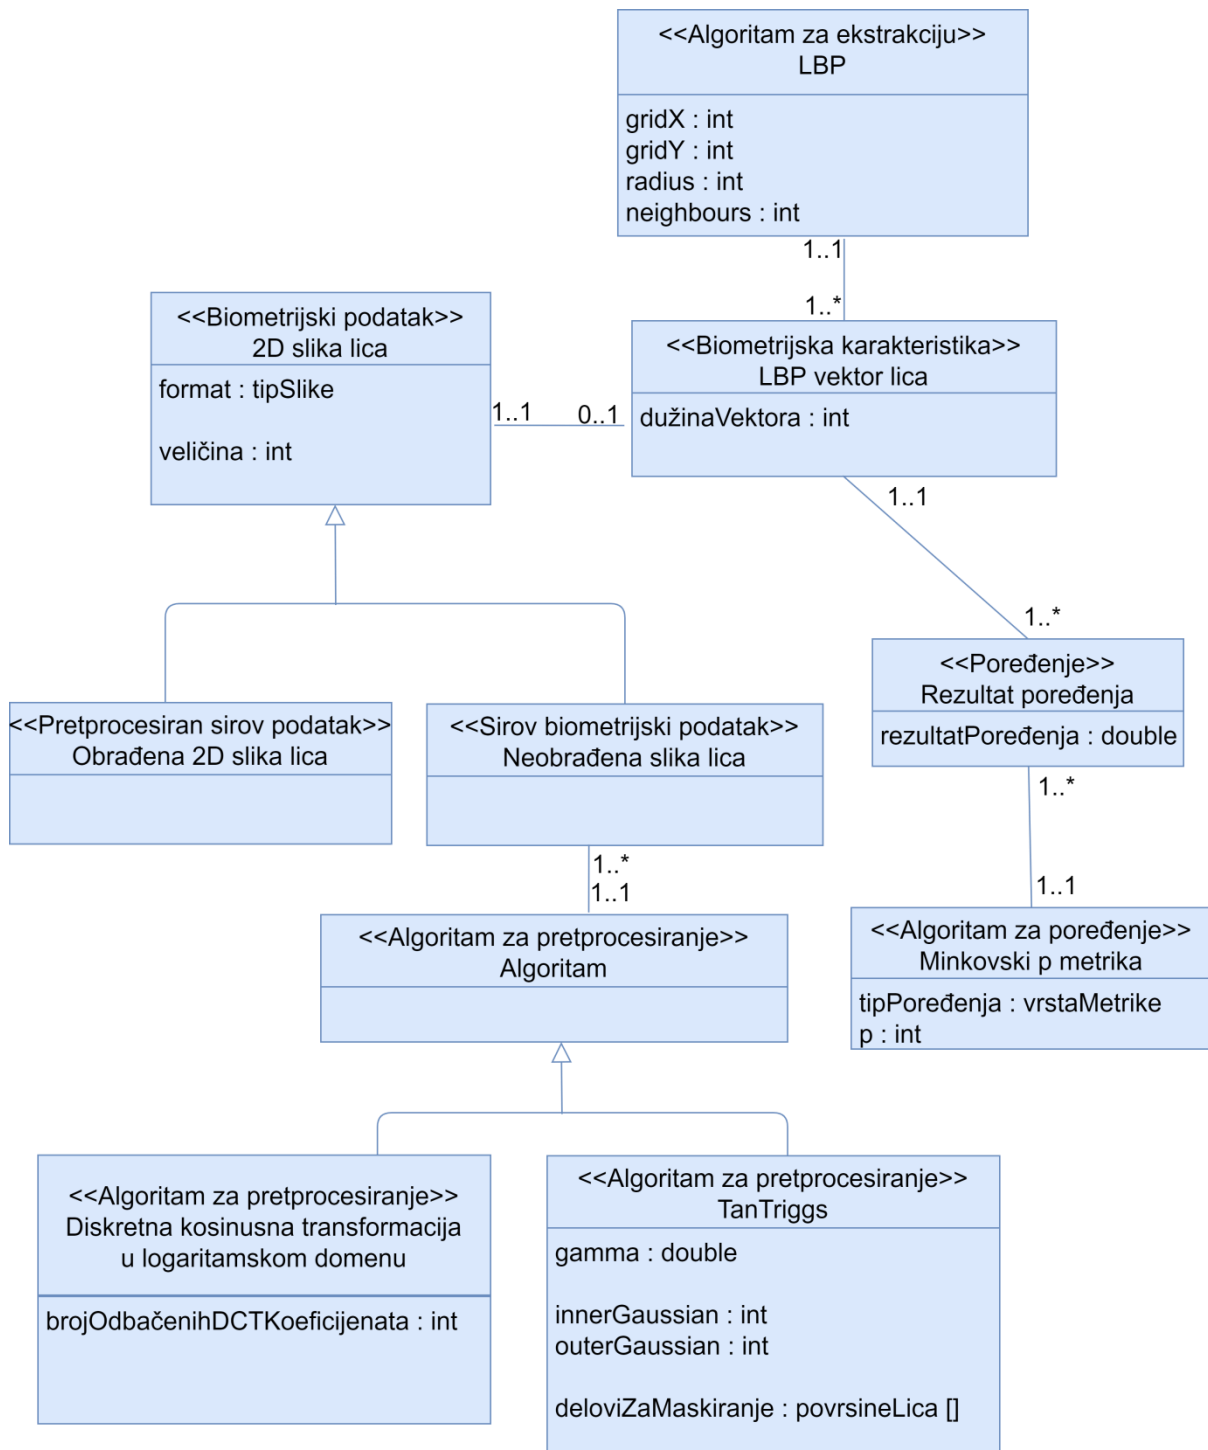 <<Algoritam za ekstrakciju>>
LBP
gridX : int
gridY : int
radius : int
neighbours : int
1..1
1..*
<<Biometrijski podatak>>
2D slika lica
format : tipSlike
veličina : int
1..1
0..1
<<Biometrijska karakteristika>>
LBP vektor lica
dužinaVektora : int
1..1
1..*
<<Pretprocesiran sirov podatak>>
Obrađena 2D slika lica
<<Sirov biometrijski podatak>>
Neobrađena slika lica
<<Poređenje>>
Rezultat poređenja
rezultatPoređenja : double
1..*
1..1
1..*
1..1
<<Algoritam za pretprocesiranje>>
Algoritam
<<Algoritam za poređenje>>
Minkovski p metrika
tipPoređenja : vrstaMetrike
p : int
<<Algoritam za pretprocesiranje>>
Diskretna kosinusna transformacija
u logaritamskom domenu
brojOdbačenihDCTKoeficijenata : int
<<Algoritam za pretprocesiranje>>
TanTriggs
gamma : double
innerGaussian : int
outerGaussian : int
deloviZaMaskiranje : povrsineLica []